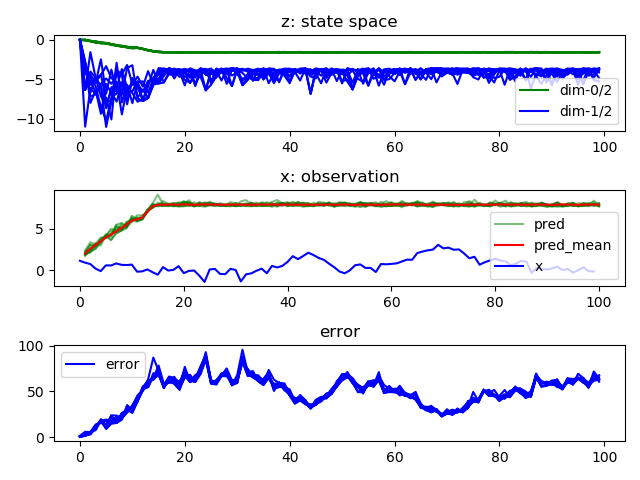 z: state space
0
−5
−10
dim-0/2
dim-1/2
0 20 40 60 80 100
x: observation
5
0
pred
pred_mean
x
0 20 40 60 80 100
error
100
50
0
error
0 20 40 60 80 100